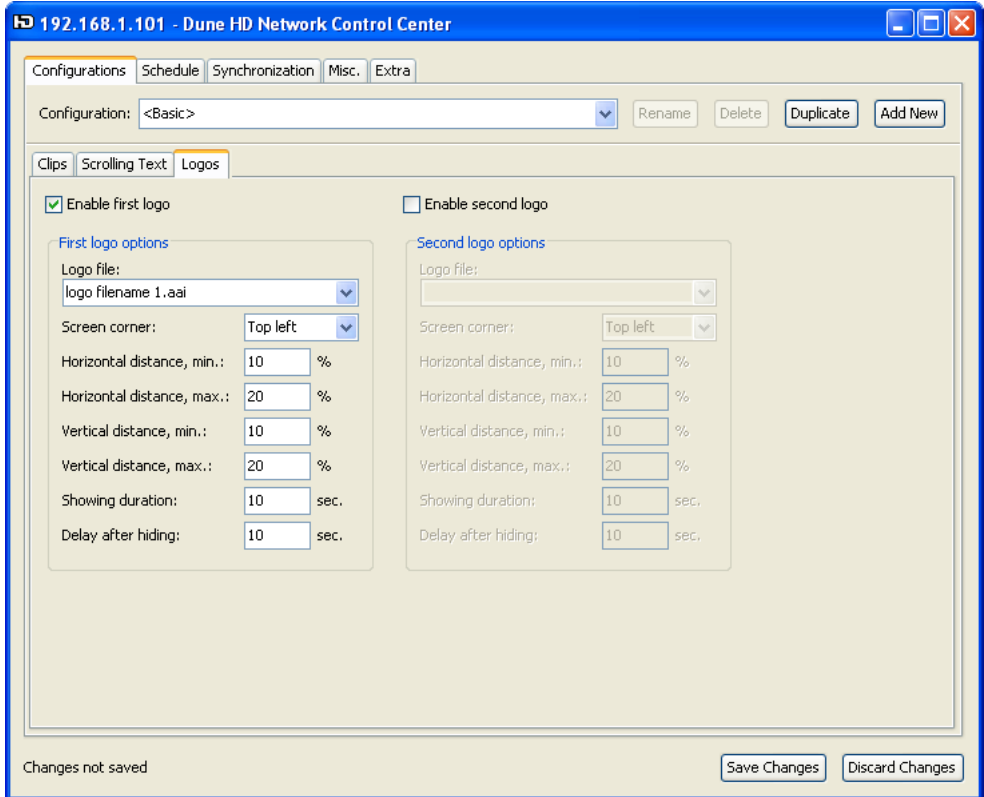 192.168.1.101 - Dune HD Network Control Center
Configurations Schedule Synchronization Misc. Extra
Configuration: <Basic> Rename Delete Duplicate Add New
Clips Scrolling Text Logos
Enable first logo Enable second logo
First logo options Second logo options
Logo file: Logo file:
logo filename 1.aai
Screen corner: Top left Screen corner: Top left
Horizontal distance, min.: 10 % Horizontal distance, min.: 10 %
Horizontal distance, max.: 20 % Horizontal distance, max.: 20 %
Vertical distance, min.: 10 % Vertical distance, min.: 10 %
Vertical distance, max.: 20 % Vertical distance, max.: 20 %
Showing duration: 10 sec. Showing duration: 10 sec.
Delay after hiding: 10 sec. Delay after hiding: 10 sec.
Changes not saved Save Changes Discard Changes